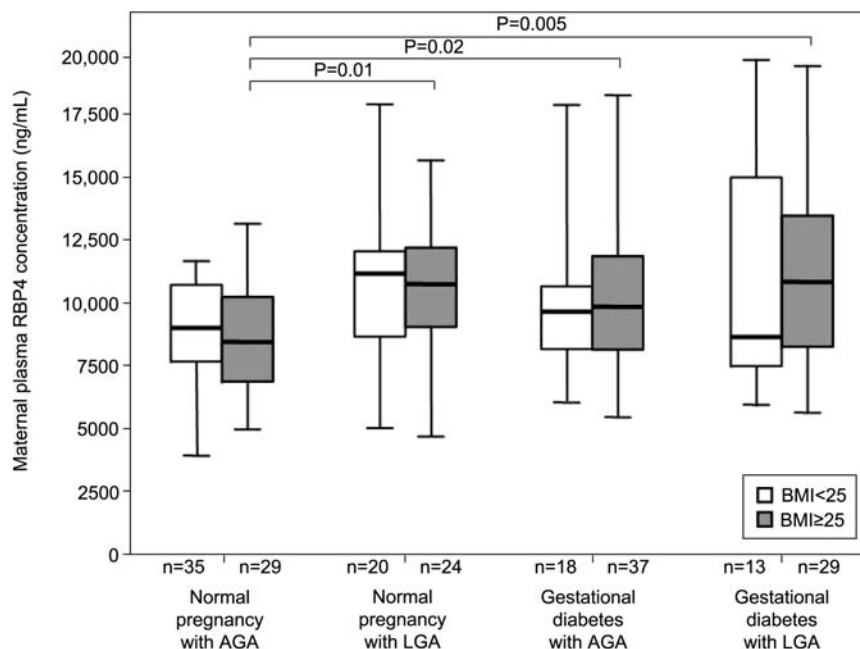 P=0.005
P=0.02
P=0.01
Maternal plasma RBP4 concentration (ng/mL)
20,000
17,500
15,000
12,500
10,000
7500
5000
2500
0
BMI<25
BMI≥25
n=35 n=29 n=20 n=24 n=18 n=37 n=13 n=29
Normal
pregnancy
with AGA
Normal
pregnancy
with LGA
Gestational
diabetes
with AGA
Gestational
diabetes
with LGA